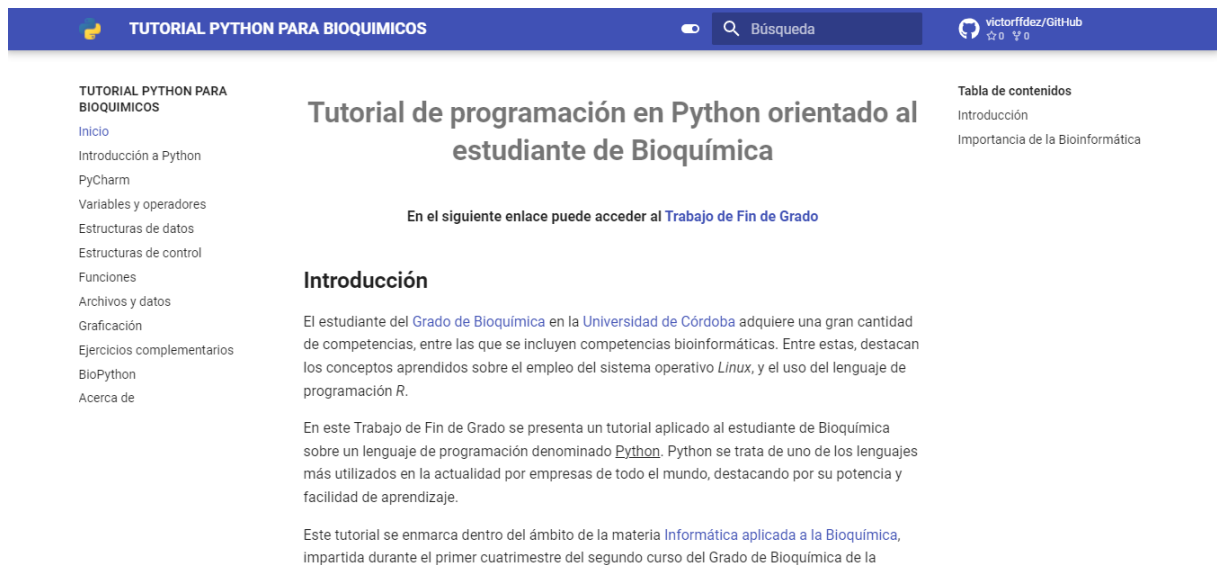 TUTORIAL PYTHON PARA BIOQUIMICOS
Búsqueda
victorffdez/GitHub
0 0
TUTORIAL PYTHON PARA
BIOQUIMICOS
Inicio
Introducción a Python
PyCharm
Variables y operadores
Estructuras de datos
Estructuras de control
Funciones
Archivos y datos
Graficación
Ejercicios complementarios
BioPython
Acerca de
Tutorial de programación en Python orientado al
estudiante de Bioquímica
En el siguiente enlace puede acceder al Trabajo de Fin de Grado
Introducción
El estudiante del Grado de Bioquímica en la Universidad de Córdoba adquiere una gran cantidad
de competencias, entre las que se incluyen competencias bioinformáticas. Entre estas, destacan
los conceptos aprendidos sobre el empleo del sistema operativo Linux, y el uso del lenguaje de
programación R.
En este Trabajo de Fin de Grado se presenta un tutorial aplicado al estudiante de Bioquímica
sobre un lenguaje de programación denominado Python. Python se trata de uno de los lenguajes
más utilizados en la actualidad por empresas de todo el mundo, destacando por su potencia y
facilidad de aprendizaje.
Este tutorial se enmarca dentro del ámbito de la materia Informática aplicada a la Bioquímica,
impartida durante el primer cuatrimestre del segundo curso del Grado de Bioquímica de la
Tabla de contenidos
Introducción
Importancia de la Bioinformática